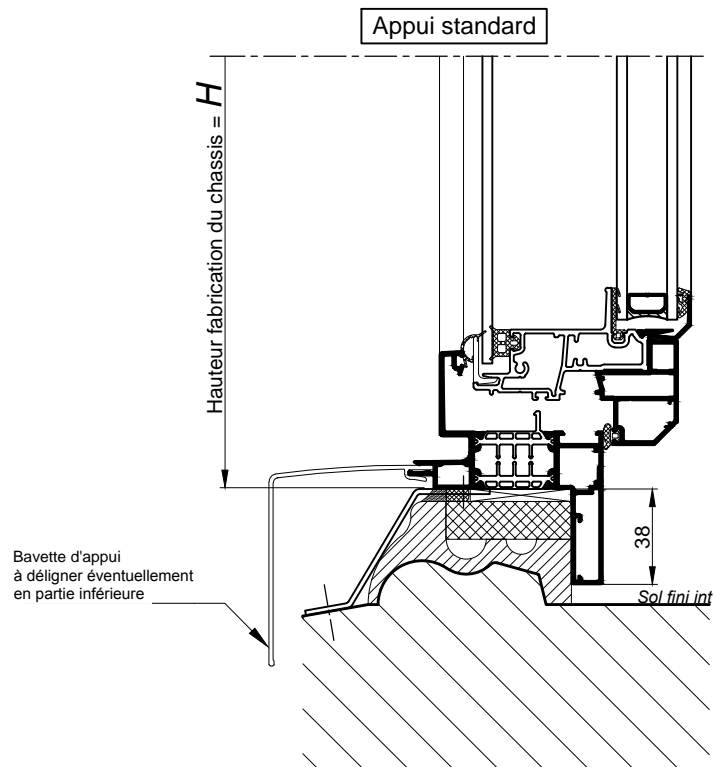 Appui standard
Hauteur fabrication du chassis = H
38
Bavette d'appui
à déligner éventuellement
en partie inférieure
Sol fini int